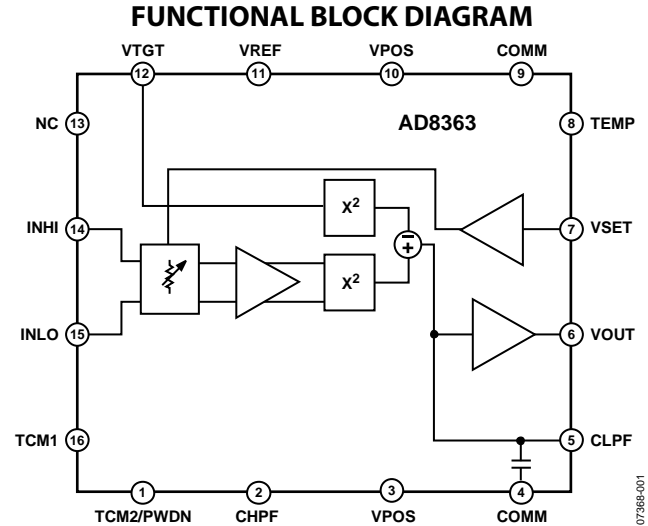 FUNCTIONAL BLOCK DIAGRAM
VTGT VREF VPOS COMM
12 11 10 9
NC 13 AD8363 8 TEMP
X2
INHI 14 7 VSET
X2
INLO 15 6 VOUT
TCM1 16 5 CLPF
1 2 3 4
TCM2/PWDN CHPF VPOS COMM
07368-001